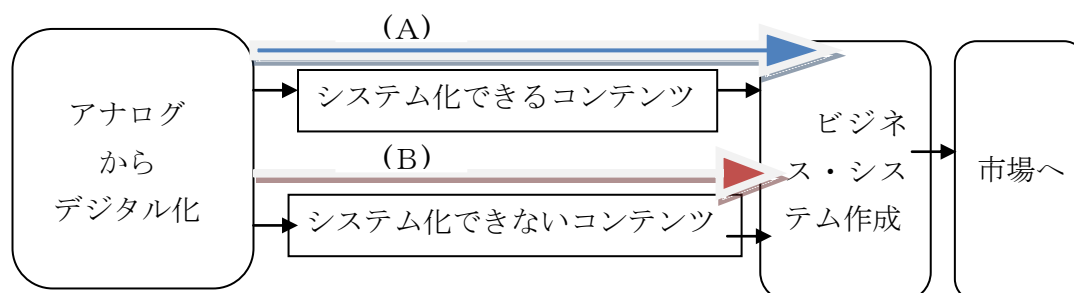 (A)
アナログ
から
デジタル化
システム化できるコンテンツ
(B)
システム化できないコンテンツ
ビジネ
ス・シス
テム作成
市場へ